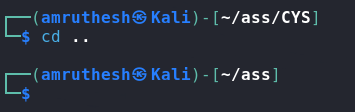 ┌──(amruthesh㉿Kali)-[~/ass/CYS]
└─$ cd ..
┌──(amruthesh㉿Kali)-[~/ass]
└─$